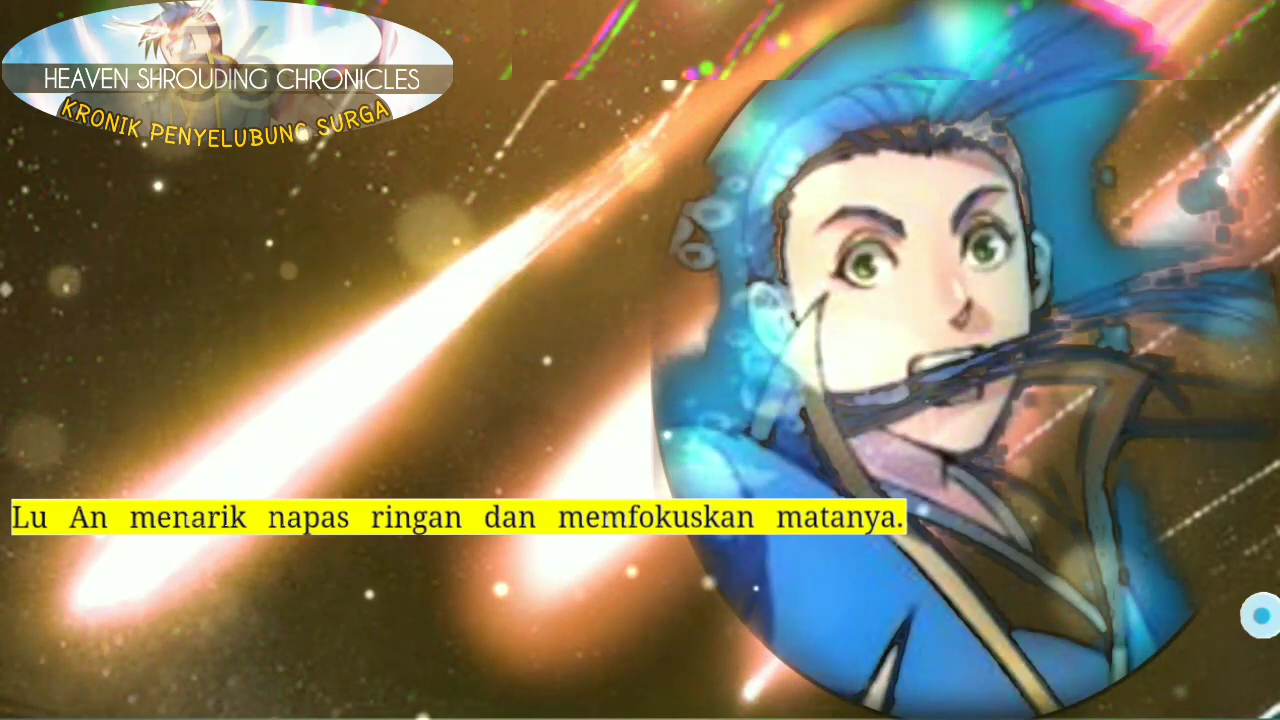 HEAVEN SHROUDING CHRONICLES
KRONIK PENYELUBUNG SURGA
Lu An menarik napas ringan dan memfokuskan matanya.